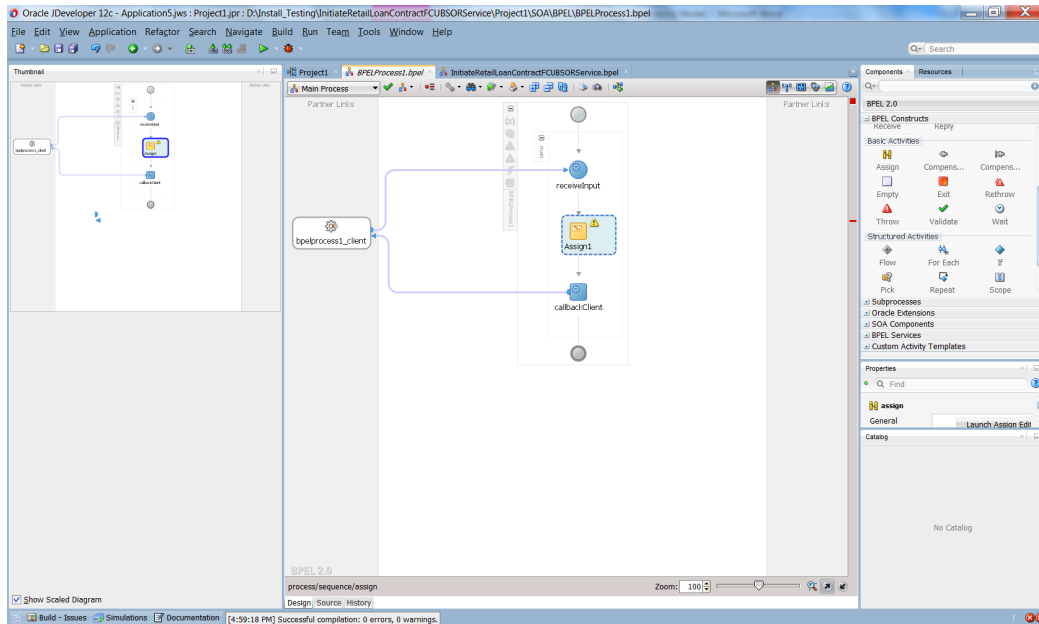 Oracle JDeveloper 12c - Application5.jws : Project1.jpr : D:\Install_Testing\InitiateRetailLoanContractFCUBSORService\Project1\SOA\BPEL\BPELProcess1.bpel
File Edit View Application Refactor Search Navigate Build Run Team Tools Window Help
Search
Thumbnail
Project1 BPELProcess1.bpel InitiateRetailLoanContractFCUBSORService.bpel
Components Resources
Main Process
Partner Links
Partner Links
BPEL 2.0
BPEL Constructs
Receive Reply
Basic Activities
Assign Compens... Compens...
Empty Exit Rethrow
Throw Validate Wait
Structured Activities
Flow For Each If
Pick Repeat Scope
Subprocesses
Oracle Extensions
SOA Components
BPEL Services
Custom Activity Templates
main
BPELProcess1
receiveInput
bpelprocess1_client
Assign1
callbackClient
Properties
Find
assign
General
Launch Assign Edit
Catalog
No Catalog
BPEL 2.0
process/sequence/assign
Zoom: 100
Show Scaled Diagram
Design Source History
Build - Issues Simulations Documentation [4:59:18 PM] Successful compilation: 0 errors, 0 warnings.